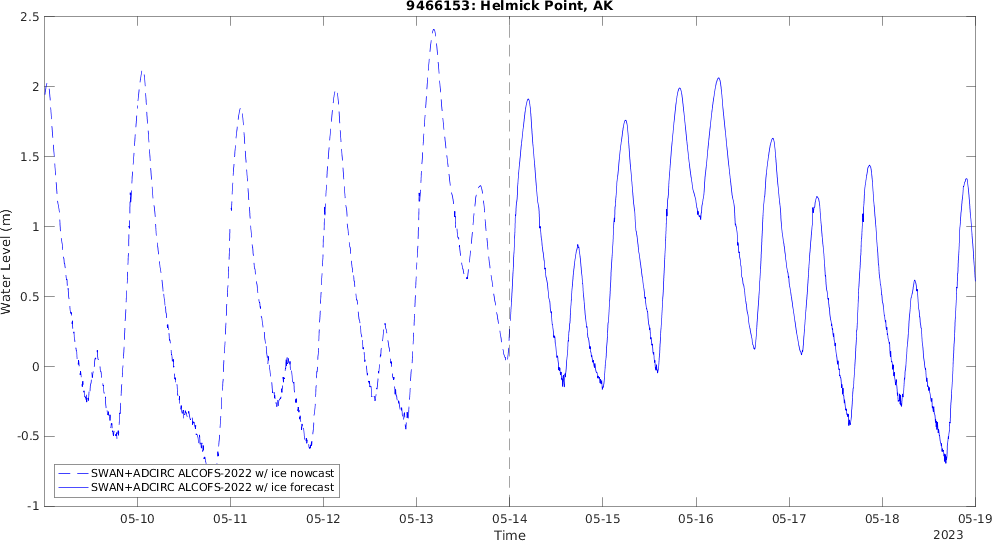 9466153: Helmick Point, AK
2.5
2
1.5
1
0.5
0
-0.5
-1
Water Level (m)
SWAN+ADCIRC ALCOFS-2022 w/ ice nowcast
SWAN+ADCIRC ALCOFS-2022 w/ ice forecast
05-10 05-11 05-12 05-13 05-14 05-15 05-16 05-17 05-18 05-19
Time
2023